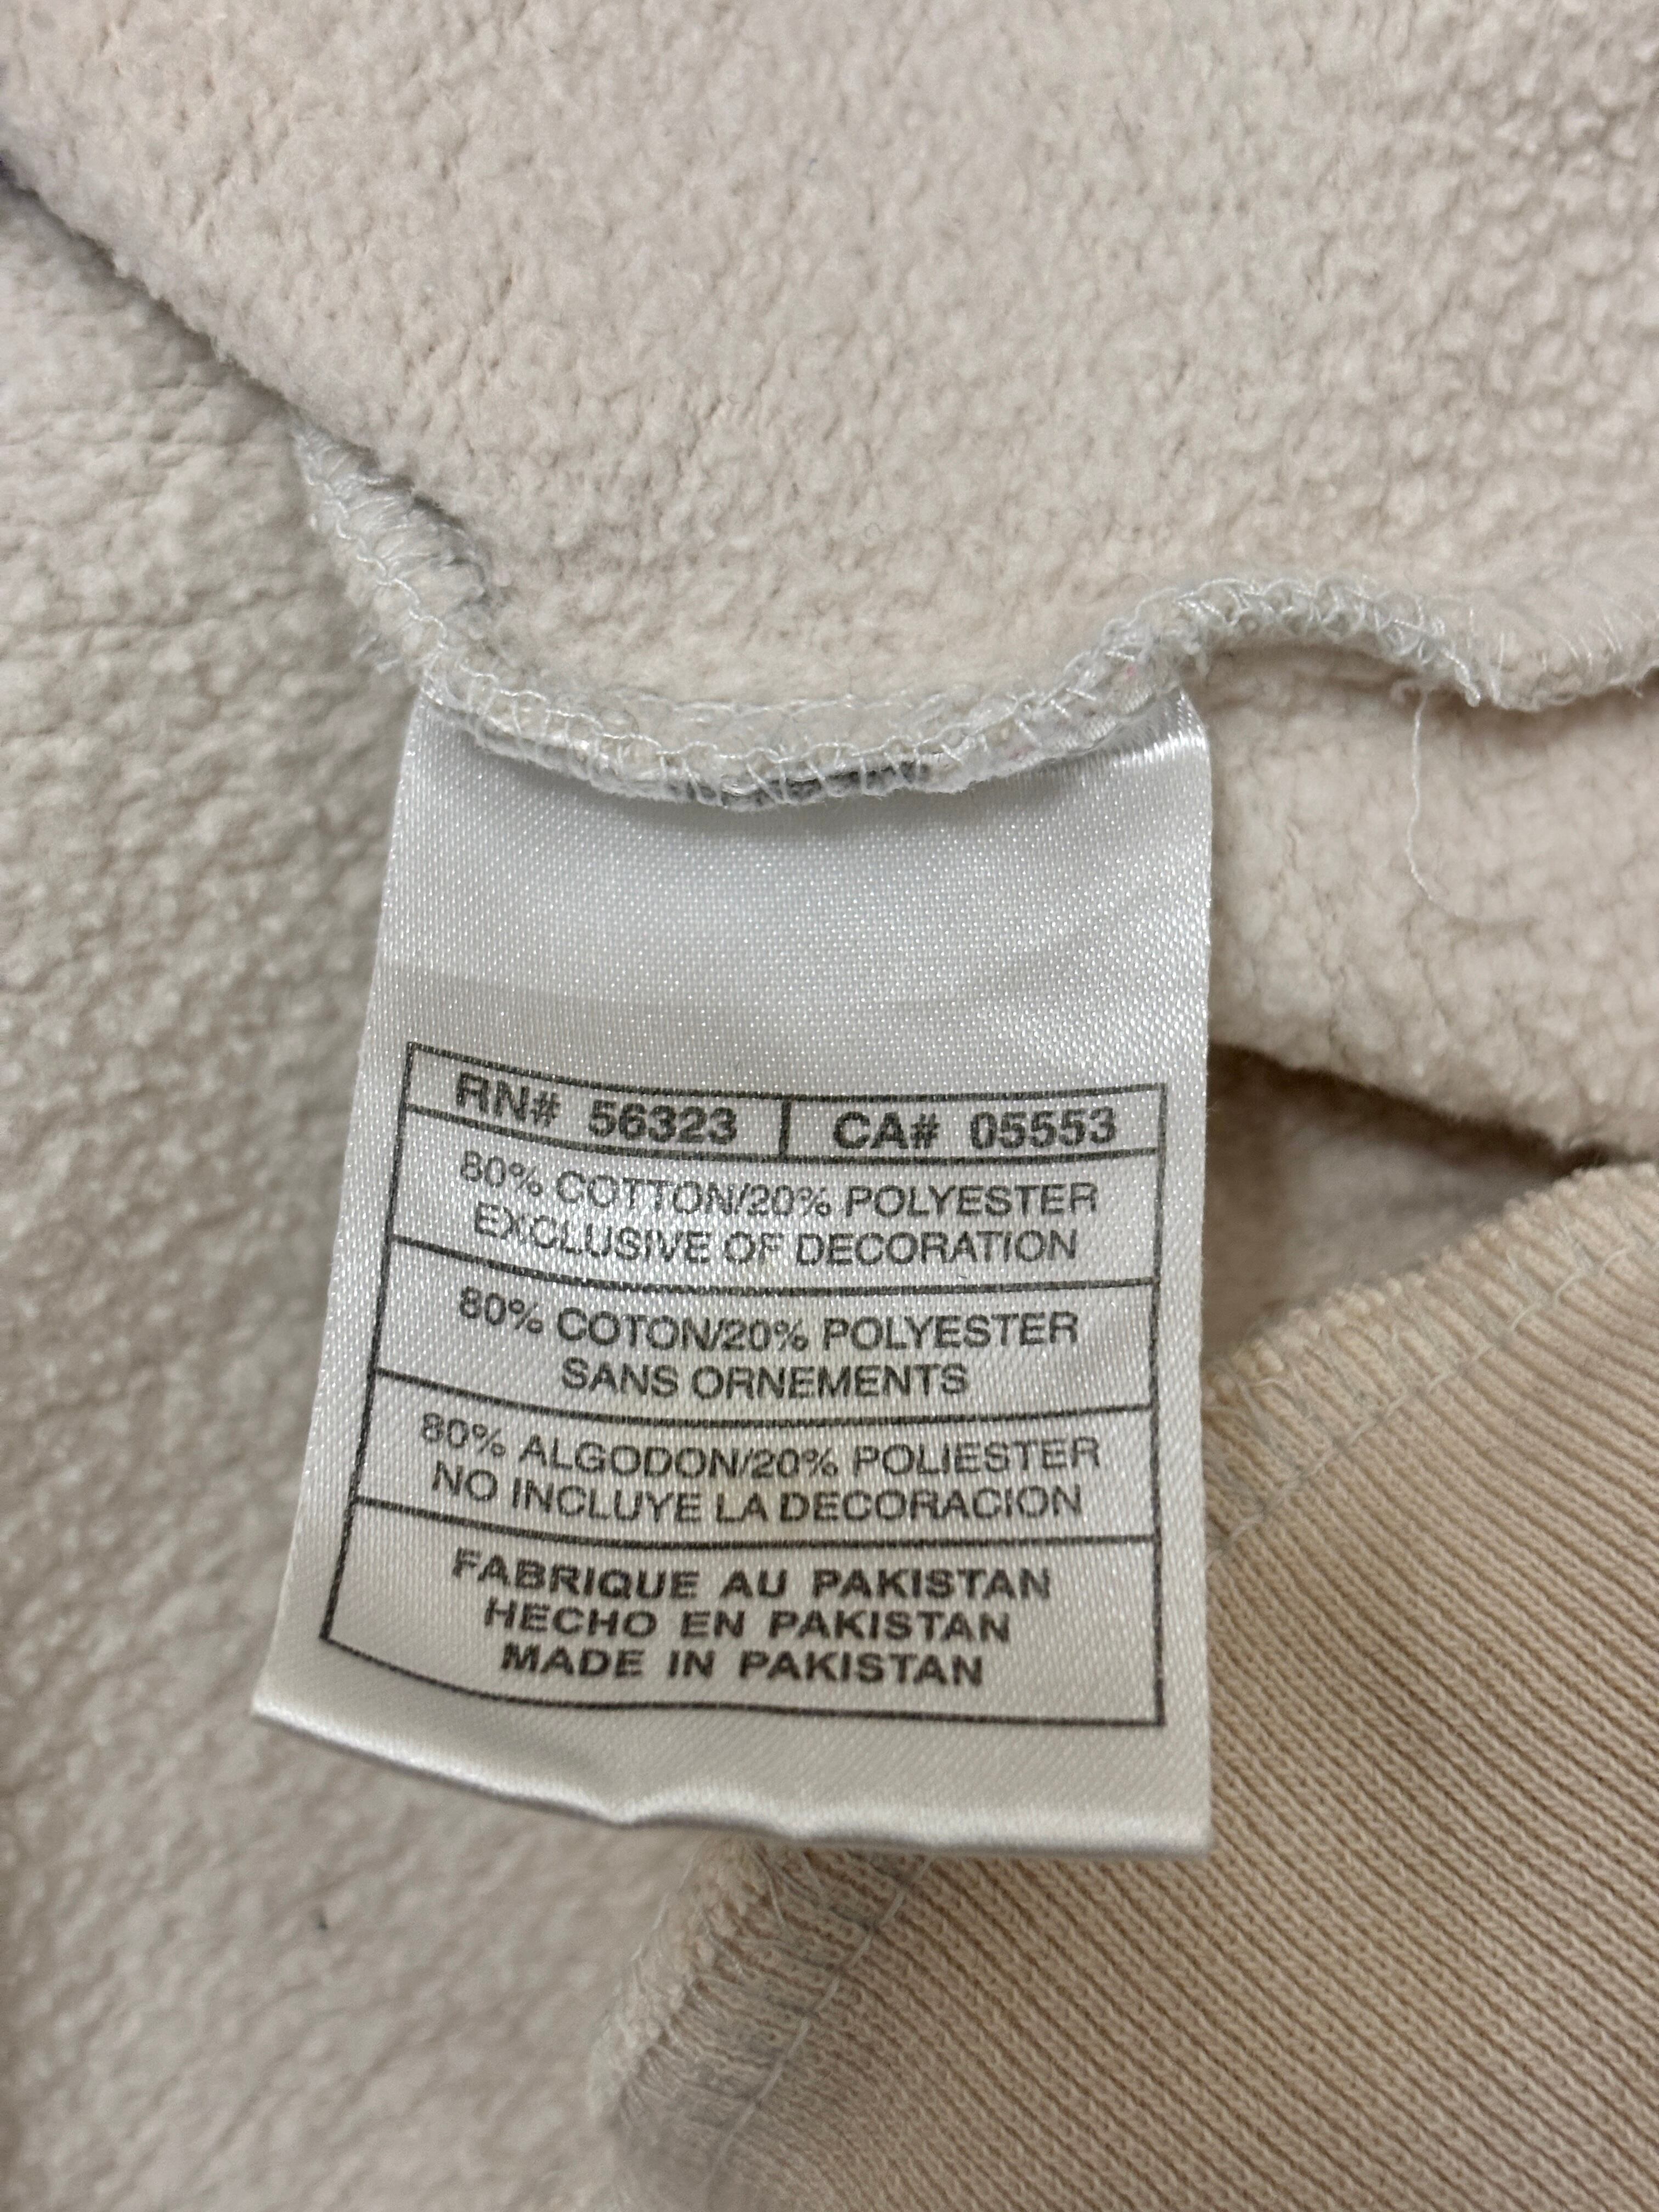 RN# 56323 | CA# 05553
80% COTTON/20% POLYESTER
EXCLUSIVE OF DECORATION
80% COTON/20% POLYESTER
SANS ORNEMENTS
80% ALGODON/20% POLIESTER
NO INCLUYE LA DECORACION
FABRIQUE AU PAKISTAN
HECHO EN PAKISTAN
MADE IN PAKISTAN